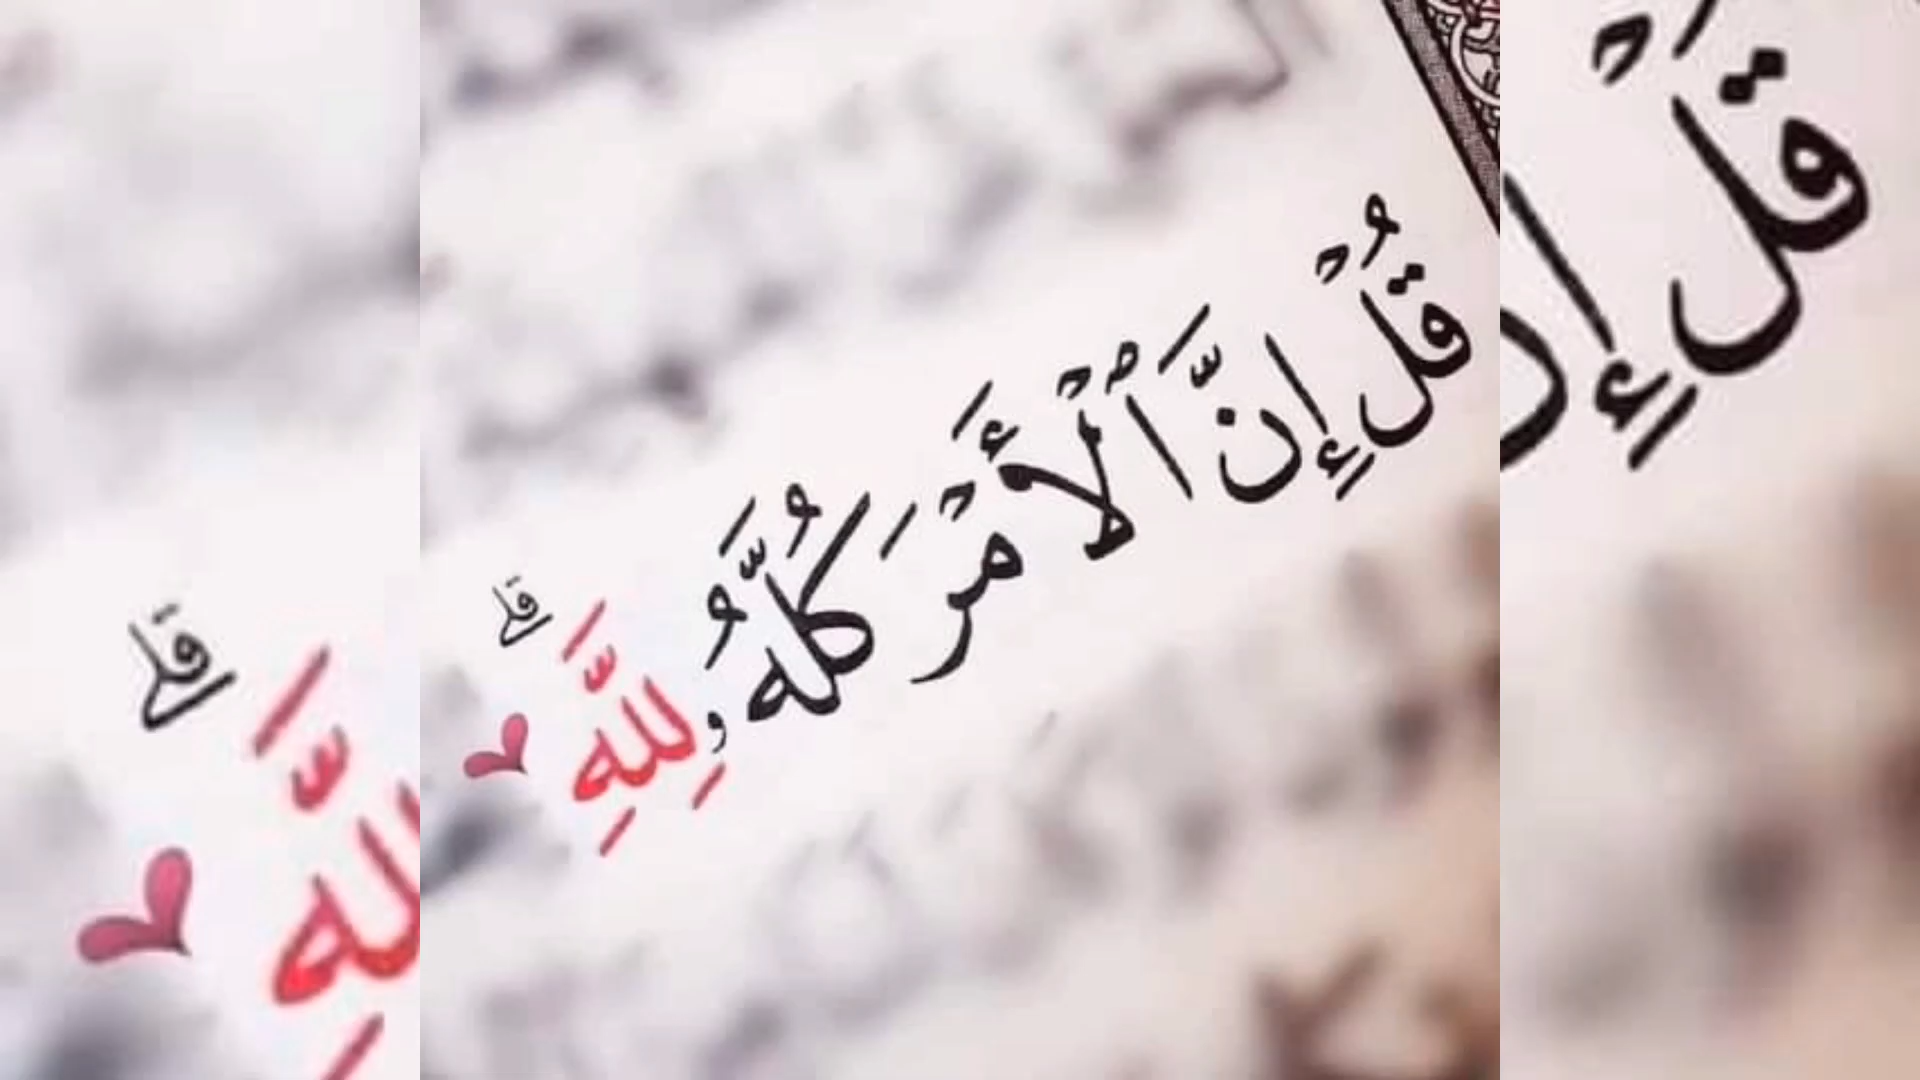 قُلْ إِنَّ ٱلْأَمْرَ كُلَّهُۥ لِلَّهِ ۗ